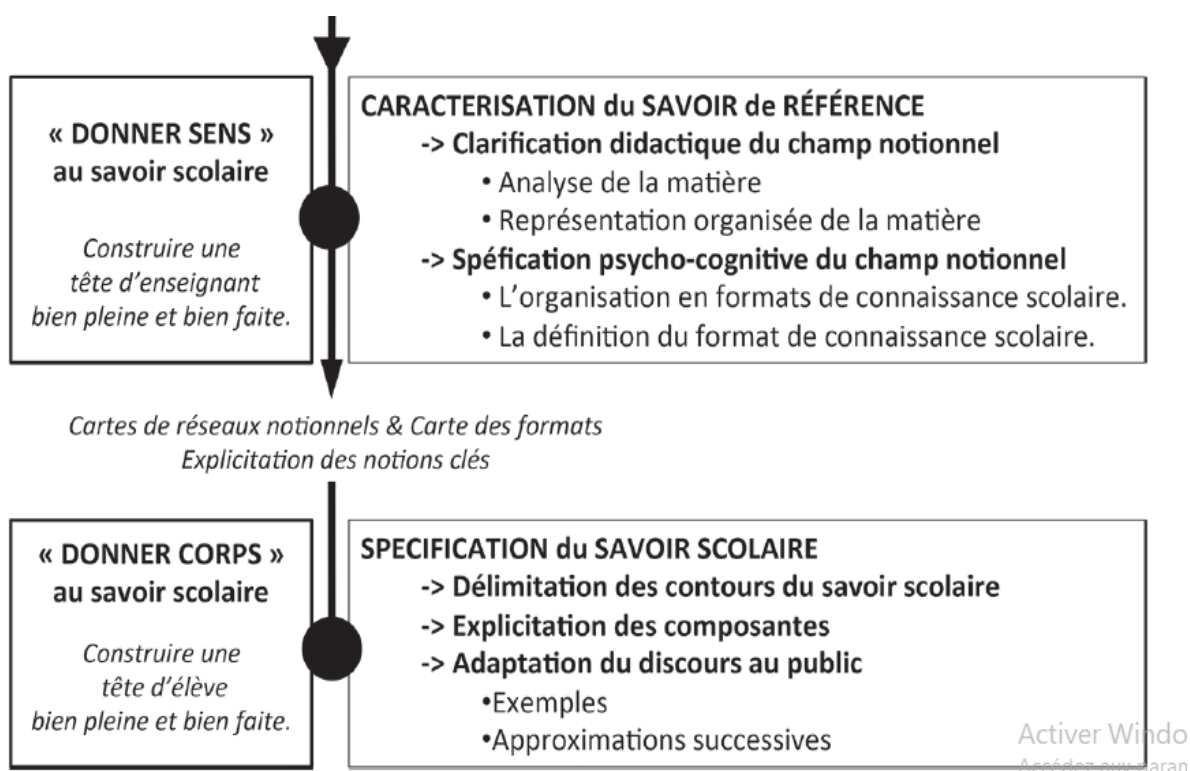 « DONNER SENS »
au savoir scolaire
Construire une
tête d'enseignant
bien pleine et bien faite.
CARACTERISATION du SAVOIR de RÉFÉRENCE
-> Clarification didactique du champ notionnel
• Analyse de la matière
• Représentation organisée de la matière
-> Spéfication psycho-cognitive du champ notionnel
• L'organisation en formats de connaissance scolaire.
• La définition du format de connaissance scolaire.
Cartes de réseaux notionnels & Carte des formats
Explicitation des notions clés
« DONNER CORPS »
au savoir scolaire
Construire une
tête d'élève
bien pleine et bien faite.
SPECIFICATION du SAVOIR SCOLAIRE
-> Délimitation des contours du savoir scolaire
-> Explicitation des composantes
-> Adaptation du discours au public
•Exemples
•Approximations successives
Activer Windo